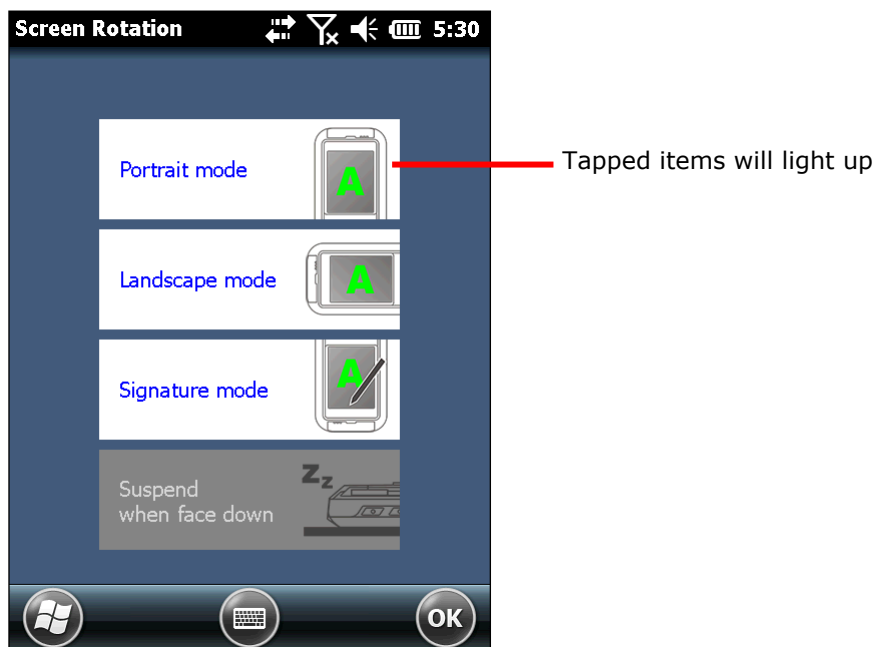 Screen Rotation 5:30
Portrait mode
A
Tapped items will light up
Landscape mode
A
Signature mode
A
Suspend
when face down
Zz
OK